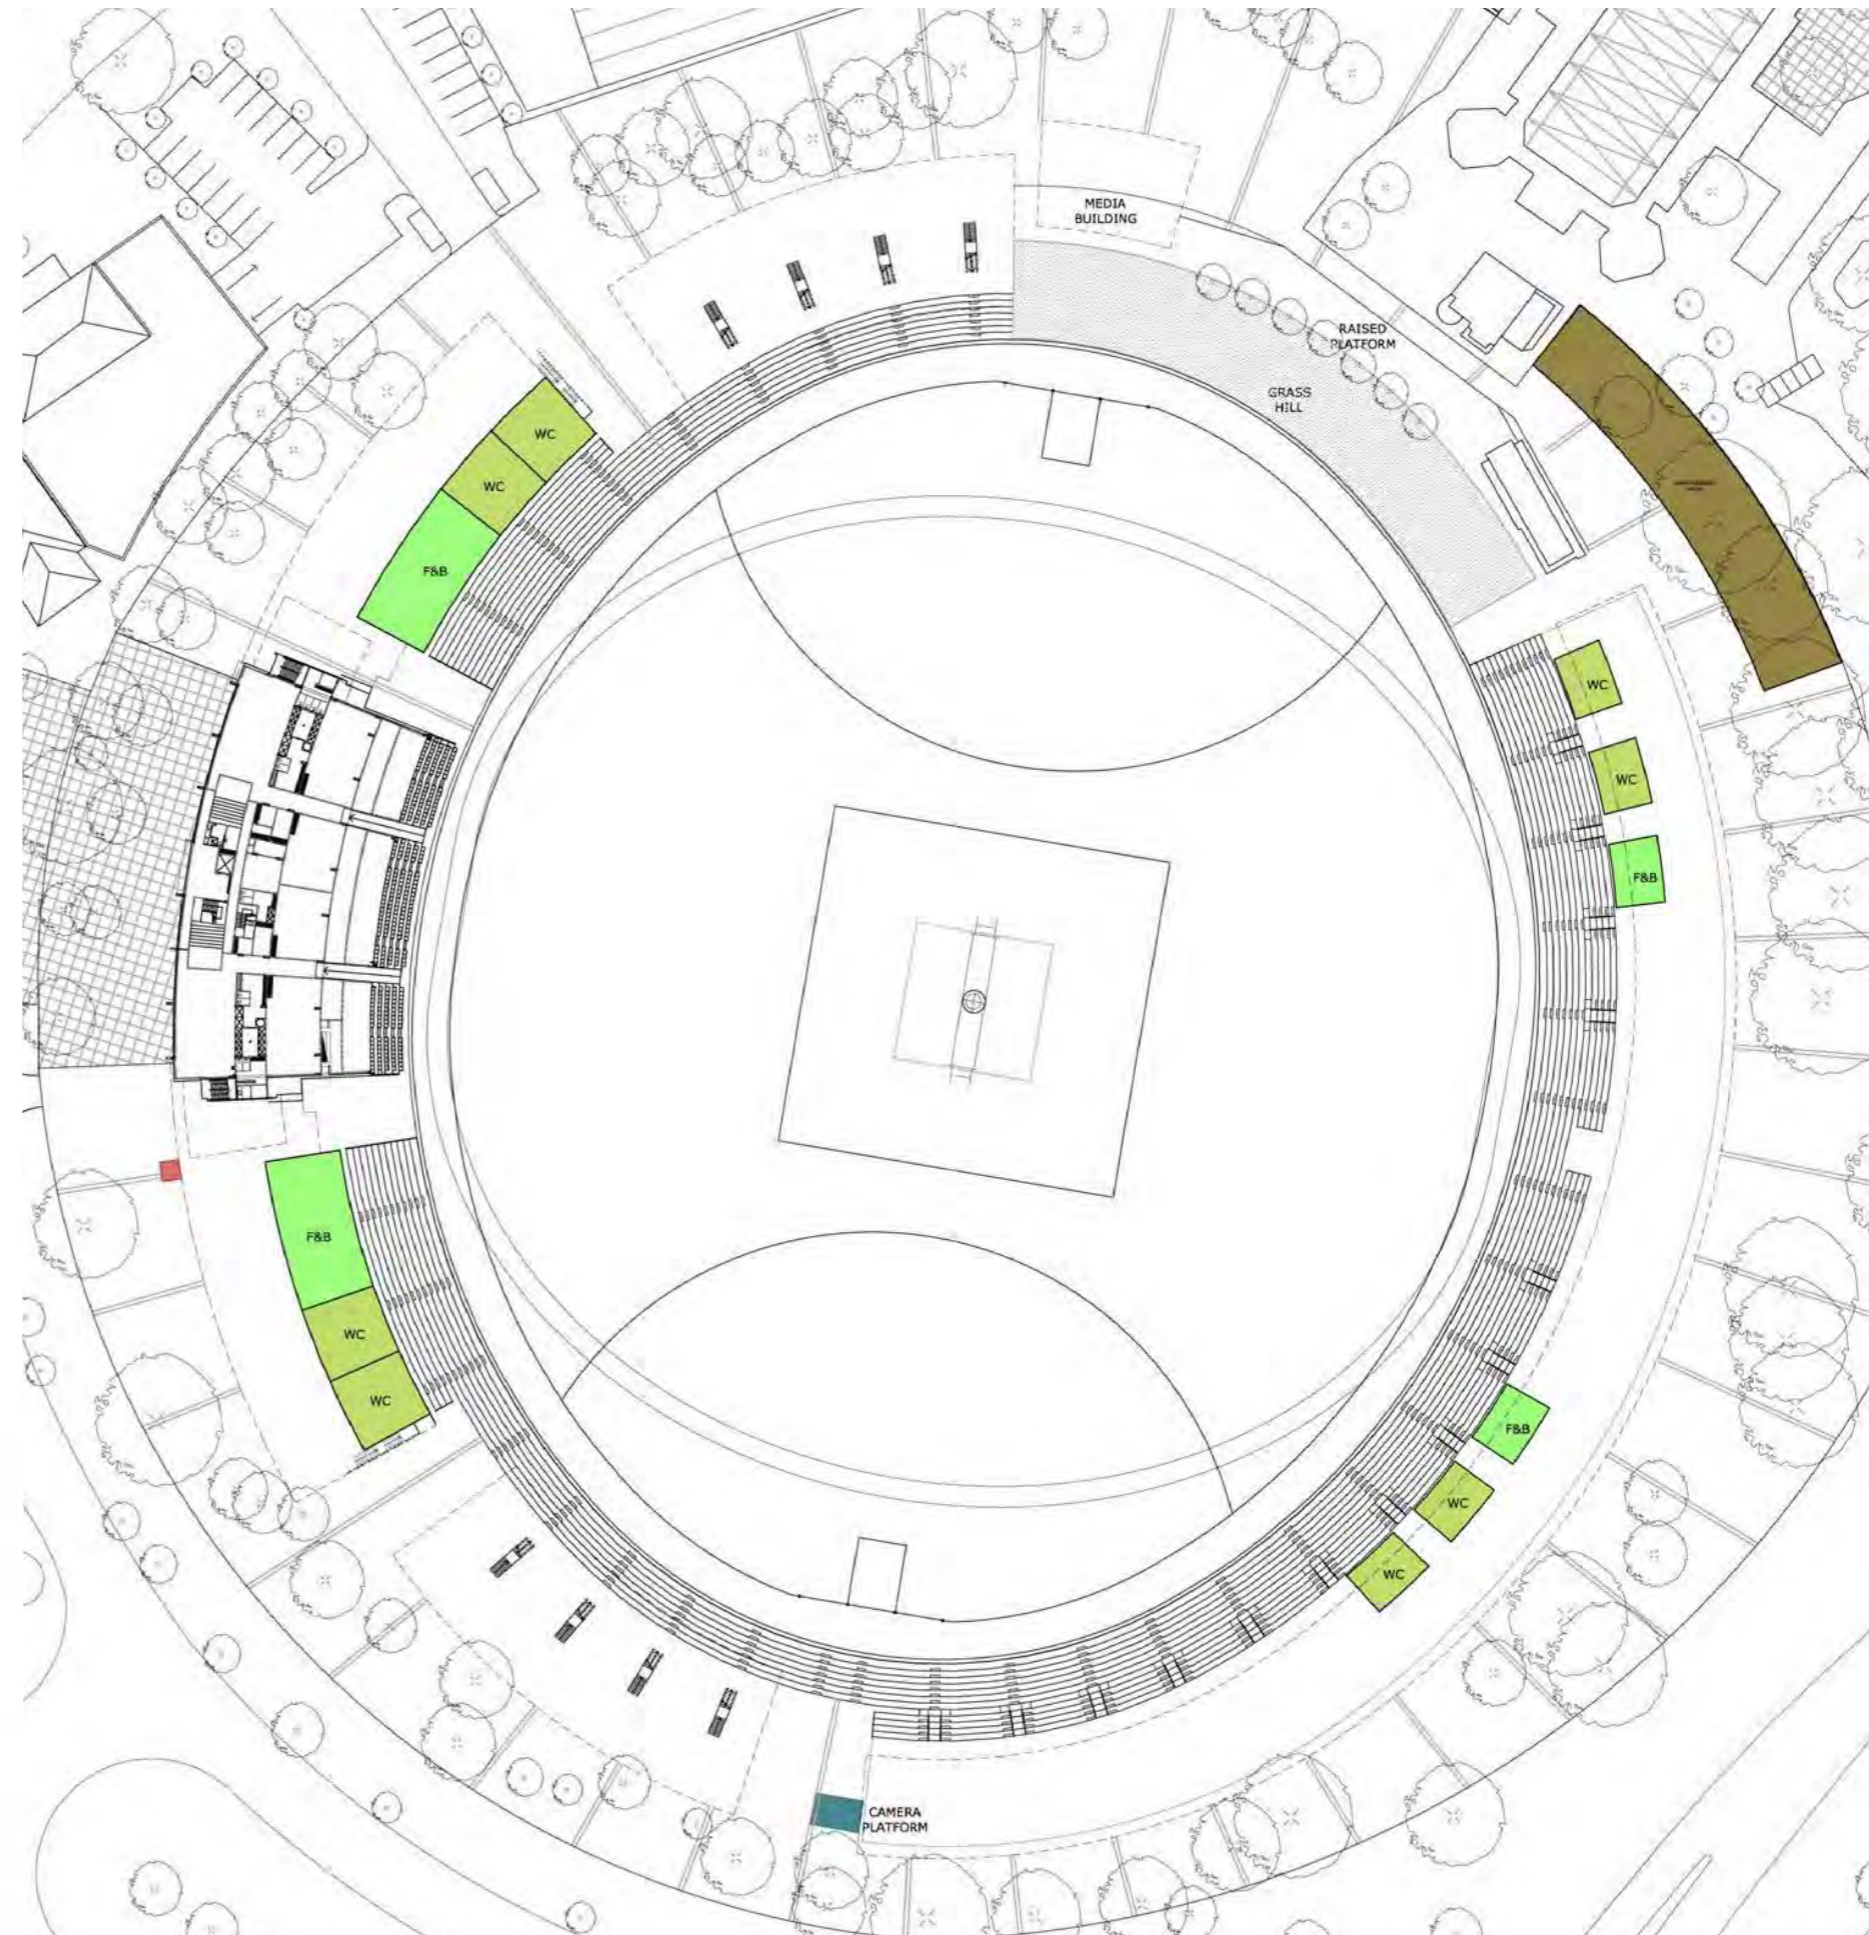 MEDIA
BUILDING
RAISED
PLATFORM
GRASS
HILL
WC
WC
F&B
WC
WC
F&B
F&B
WC
WC
F&B
WC
WC
CAMERA
PLATFORM